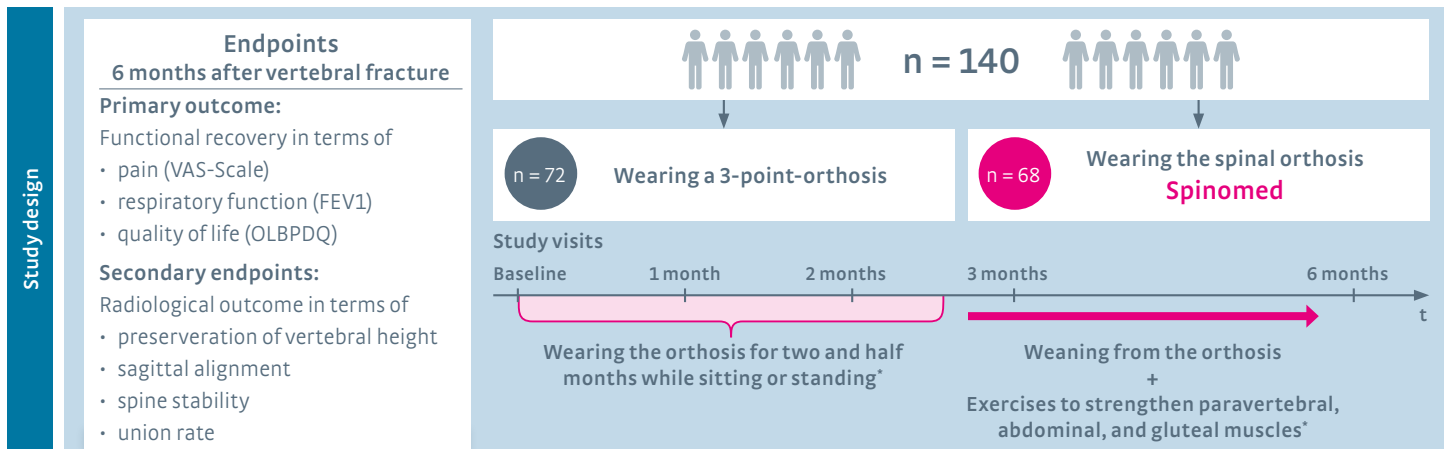 Study design
Endpoints
6 months after vertebral fracture
Primary outcome:
Functional recovery in terms of
• pain (VAS-Scale)
• respiratory function (FEV1)
• quality of life (OLBPDQ)
Secondary endpoints:
Radiological outcome in terms of
• preserveration of vertebral height
• sagittal alignment
• spine stability
• union rate
n = 140
n = 72
Wearing a 3-point-orthosis
n = 68
Wearing the spinal orthosis
Spinomed
Study visits
Baseline 1 month 2 months 3 months 6 months
t
Wearing the orthosis for two and half
months while sitting or standing*
Weaning from the orthosis
+
Exercises to strengthen paravertebral,
abdominal, and gluteal muscles*